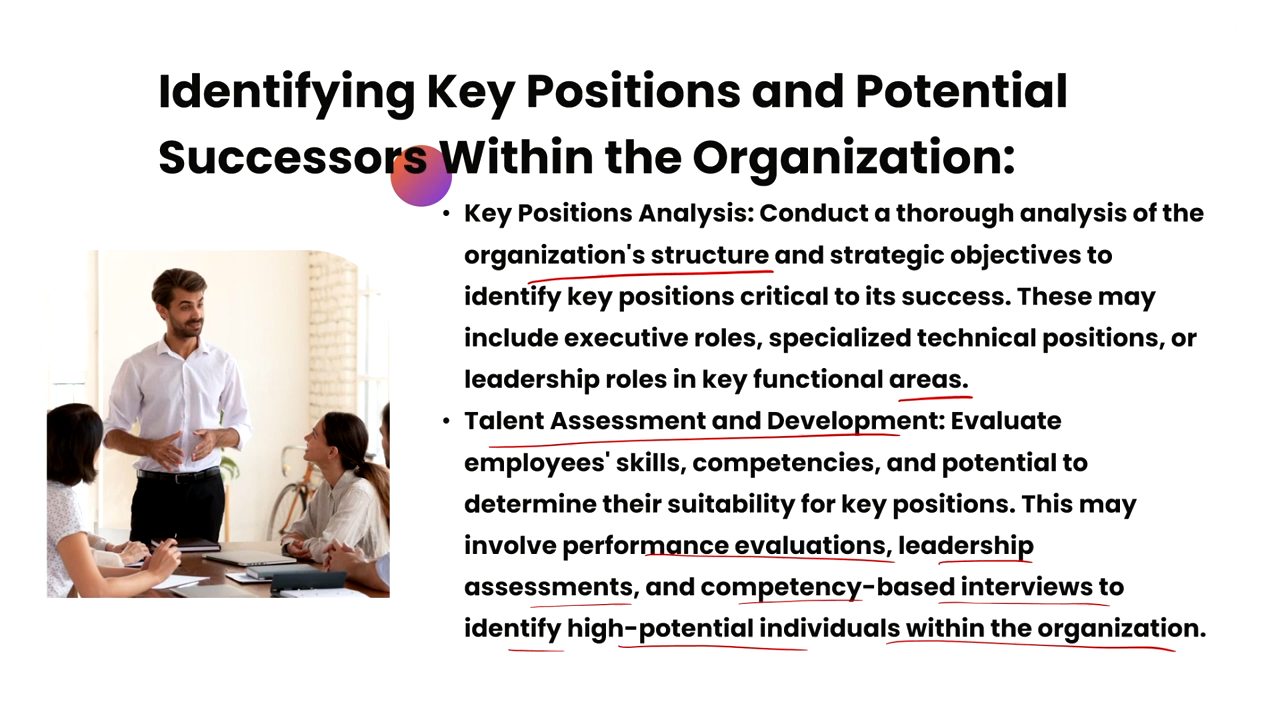 Identifying Key Positions and Potential
Successors Within the Organization:
• Key Positions Analysis: Conduct a thorough analysis of the
organization's structure and strategic objectives to
identify key positions critical to its success. These may
include executive roles, specialized technical positions, or
leadership roles in key functional areas.
• Talent Assessment and Development: Evaluate
employees' skills, competencies, and potential to
determine their suitability for key positions. This may
involve performance evaluations, leadership
assessments, and competency-based interviews to
identify high-potential individuals within the organization.